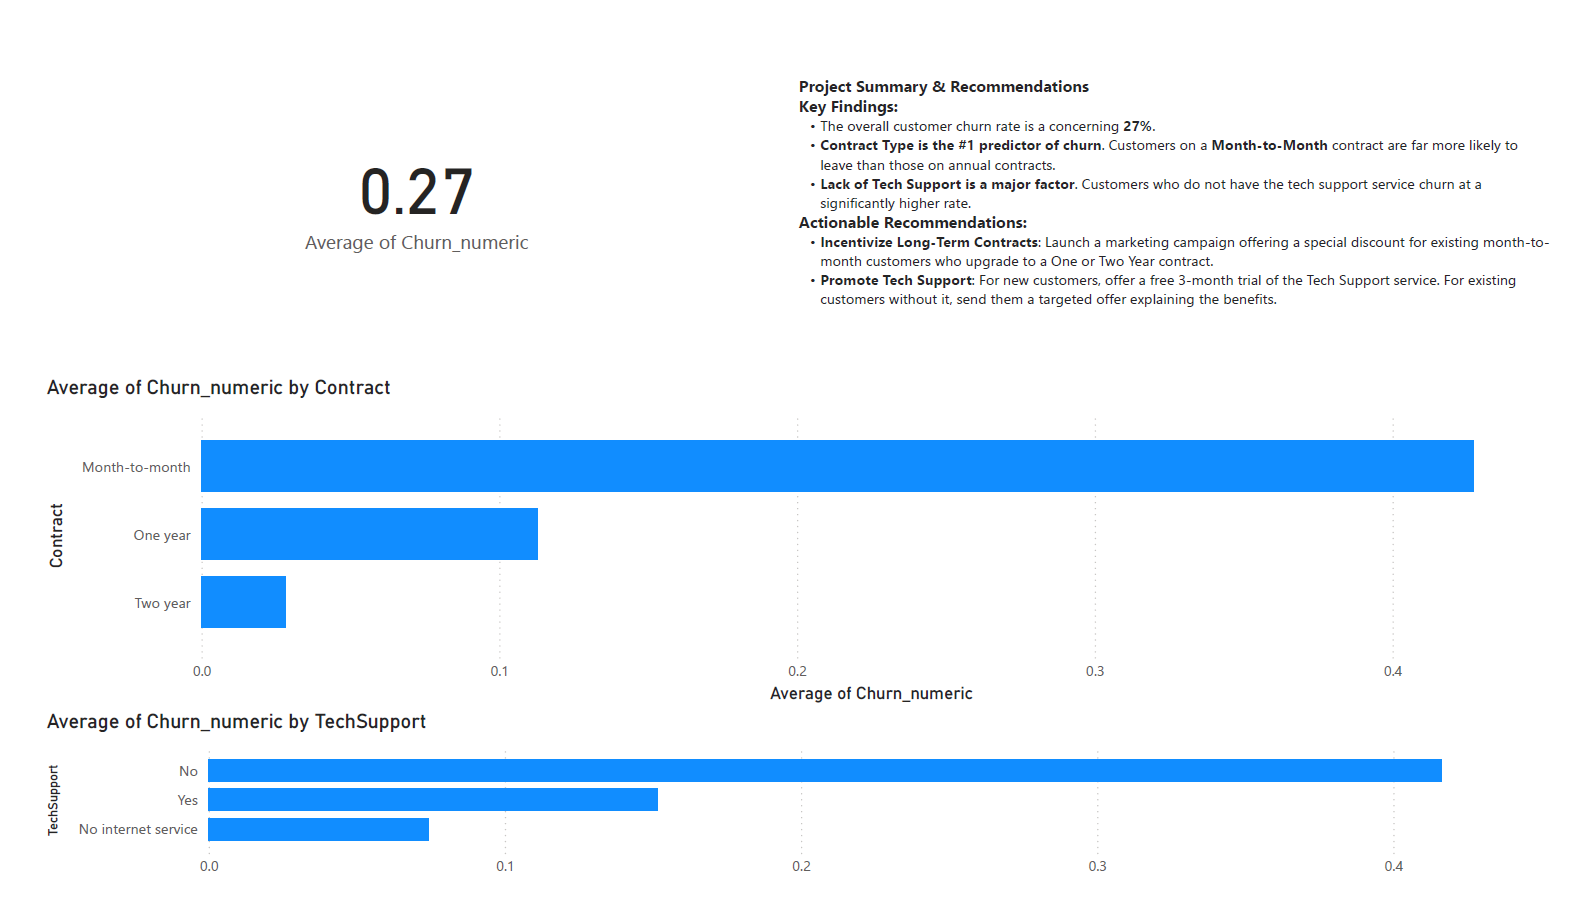 Project Summary & Recommendations
Key Findings:
• The overall customer churn rate is a concerning 27%.
• Contract Type is the #1 predictor of churn. Customers on a Month-to-Month contract are far more likely to
leave than those on annual contracts.
• Lack of Tech Support is a major factor. Customers who do not have the tech support service churn at a
significantly higher rate.
Actionable Recommendations:
• Incentivize Long-Term Contracts: Launch a marketing campaign offering a special discount for existing month-to-
month customers who upgrade to a One or Two Year contract.
• Promote Tech Support: For new customers, offer a free 3-month trial of the Tech Support service. For existing
customers without it, send them a targeted offer explaining the benefits.
0.27
Average of Churn_numeric
Average of Churn_numeric by Contract
Contract
Month-to-month
One year
Two year
0.0 0.1 0.2 0.3 0.4
Average of Churn_numeric
Average of Churn_numeric by TechSupport
TechSupport
No
Yes
No internet service
0.0 0.1 0.2 0.3 0.4